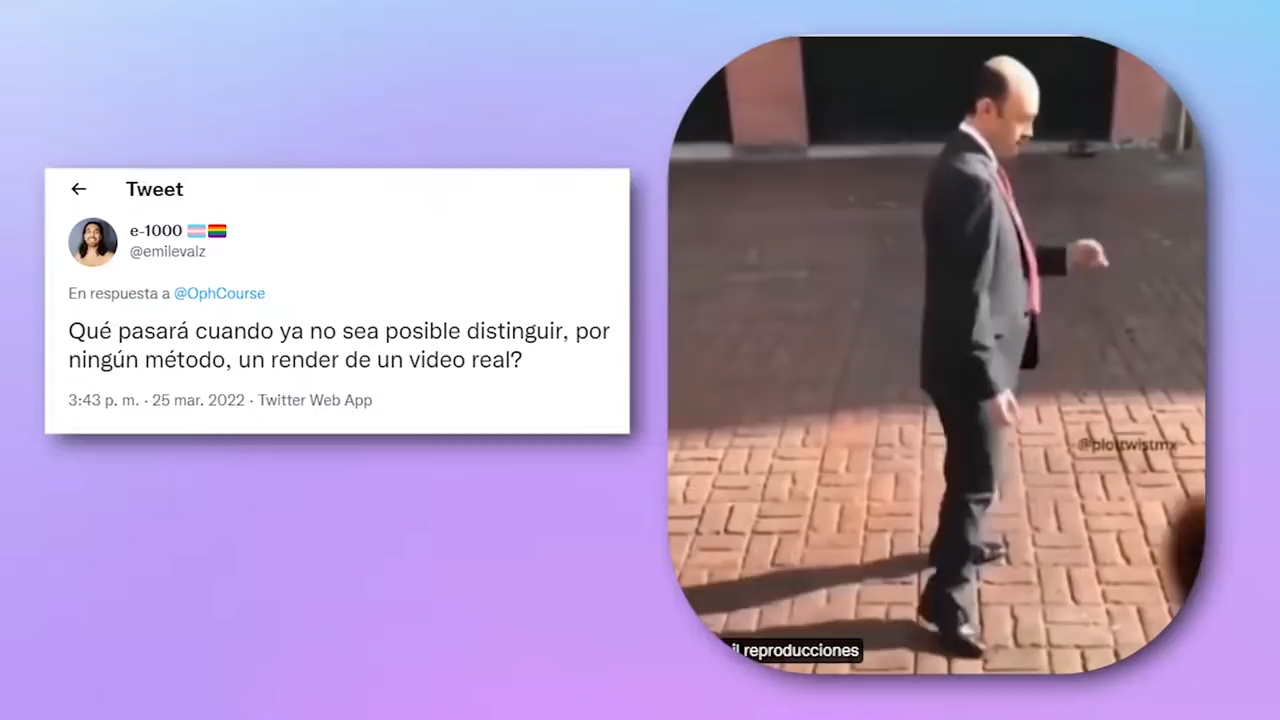 Tweet
e-1000
@emilevalz
En respuesta a @OphCourse
Qué pasará cuando ya no sea posible distinguir, por
ningún método, un render de un video real?
3:43 p. m. · 25 mar. 2022 · Twitter Web App
@plottwistmx
reproducciones